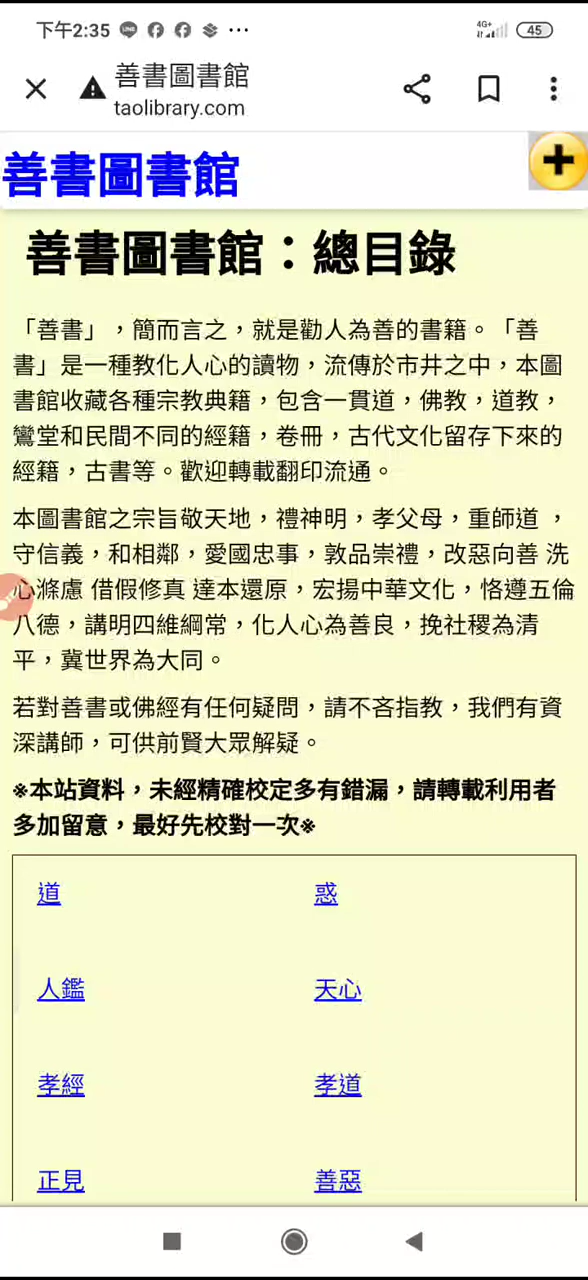 下午2:35 LINE ...
4G+
45
善書圖書館
taolibrary.com
善書圖書館
善書圖書館：總目錄
「善書」，簡而言之，就是勸人為善的書籍。「善
書」是一種教化人心的讀物，流傳於市井之中，本圖
書館收藏各種宗教典籍，包含一貫道，佛教，道教，
鸞堂和民間不同的經籍，卷冊，古代文化留存下來的
經籍，古書等。歡迎轉載翻印流通。
本圖書館之宗旨敬天地，禮神明，孝父母，重師道 ，
守信義，和相鄰，愛國忠事，敦品崇禮，改惡向善 洗
心滌慮 借假修真 達本還原，宏揚中華文化，恪遵五倫
八德，講明四維綱常，化人心為善良，挽社稷為清
平，冀世界為大同。
若對善書或佛經有任何疑問，請不吝指教，我們有資
深講師，可供前賢大眾解疑。
※本站資料，未經精確校定多有錯漏，請轉載利用者
多加留意，最好先校對一次※
道 惑
人鑑 天心
孝經 孝道
正見 善惡